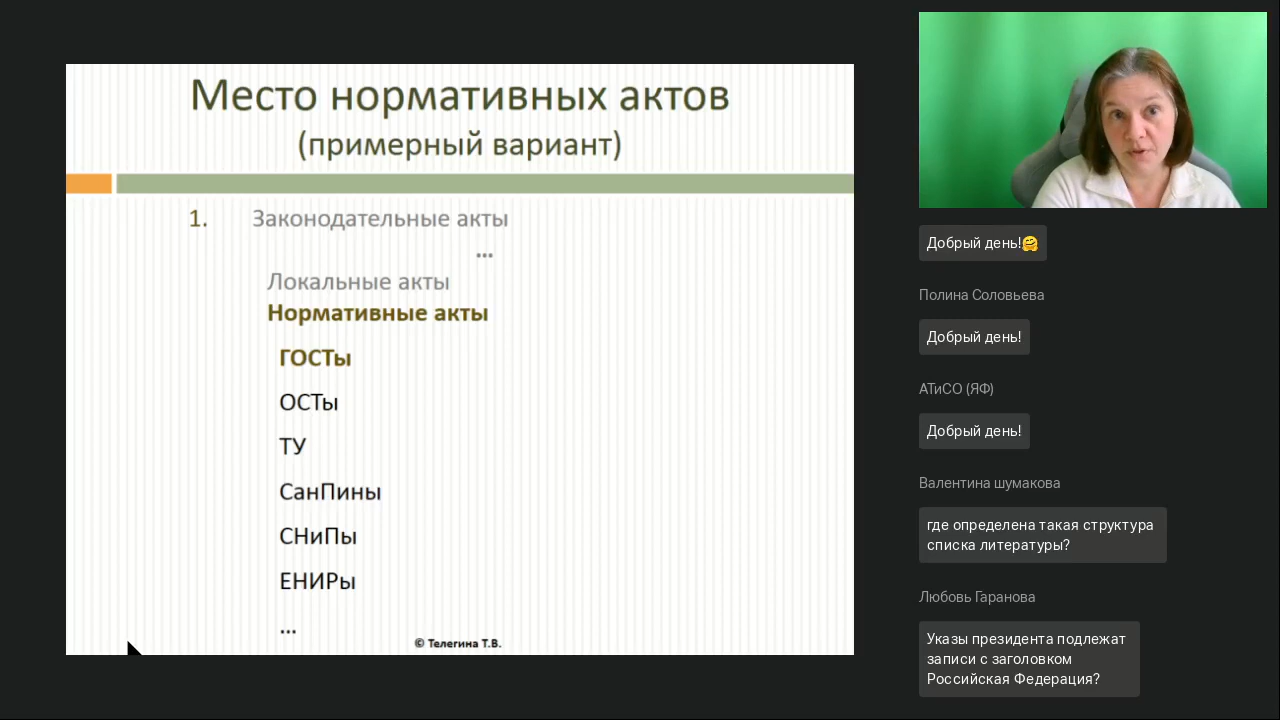 Место нормативных актов
(примерный вариант)
1. Законодательные акты
...
Локальные акты
Нормативные акты
ГОСТы
ОСТы
ТУ
СанПины
СНиПы
ЕНИРы
...
© Телегина Т.В.
Добрый день!🤗
Полина Соловьева
Добрый день!
АТиСО (ЯФ)
Добрый день!
Валентина шумакова
где определена такая структура
списка литературы?
Любовь Гаранова
Указы президента подлежат
записи с заголовком
Российская Федерация?